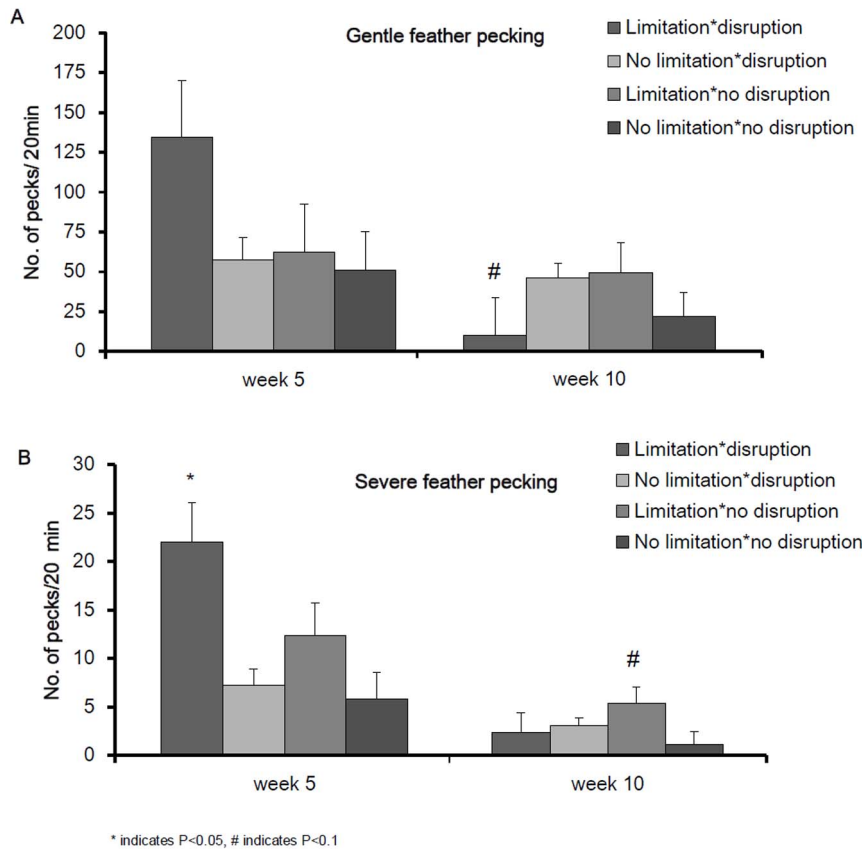 A
Gentle feather pecking
Limitation*disruption
No limitation*disruption
Limitation*no disruption
No limitation*no disruption
No. of pecks/ 20min
200
175
150
125
100
75
50
25
0
#
week 5
week 10
B
Severe feather pecking
Limitation*disruption
No limitation*disruption
Limitation*no disruption
No limitation*no disruption
No. of pecks/20 min
30
25
20
15
10
5
0
*
#
week 5
week 10
* indicates P<0.05, # indicates P<0.1